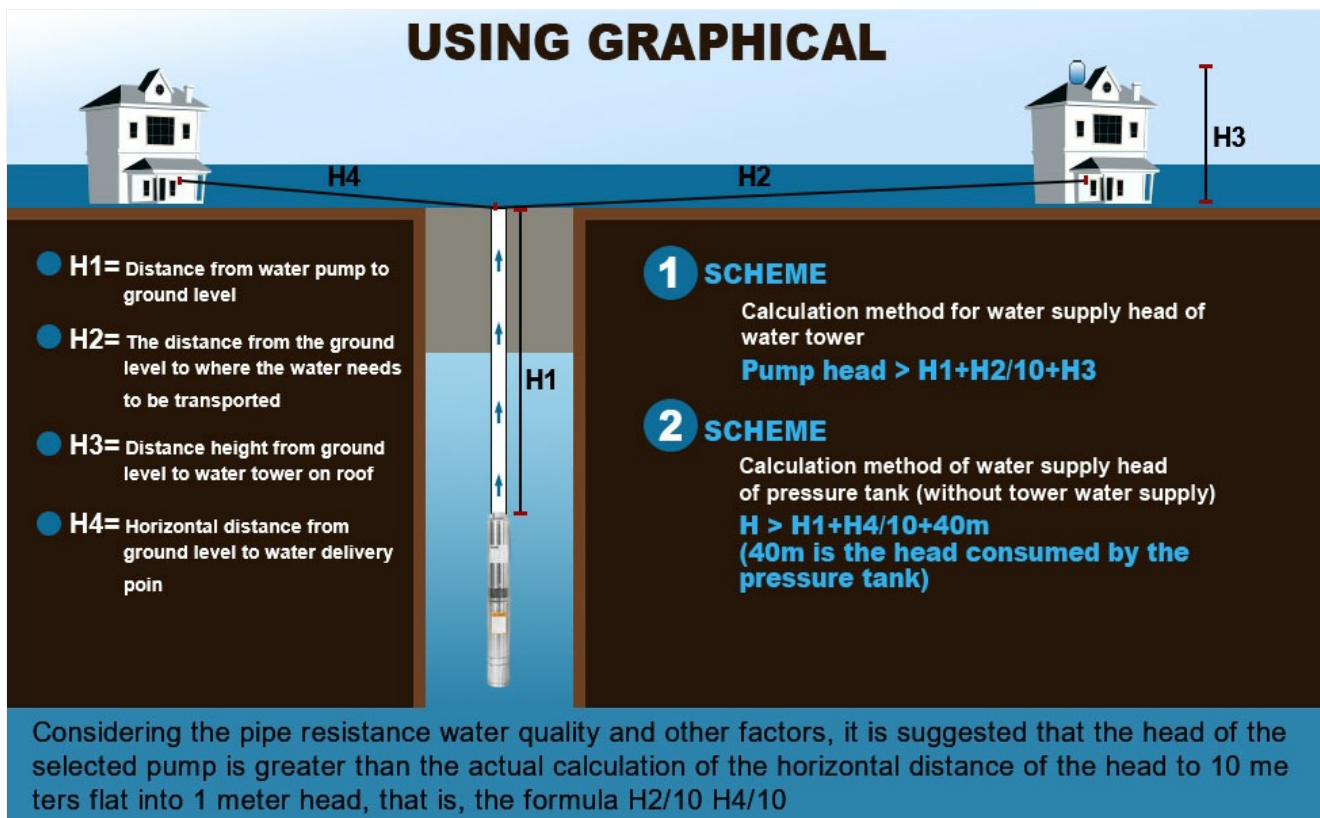 USING GRAPHICAL
H3
H4
H2
H1
H1= Distance from water pump to
ground level
H2= The distance from the ground
level to where the water needs
to be transported
H3= Distance height from ground
level to water tower on roof
H4= Horizontal distance from
ground level to water delivery
poin
1 SCHEME
Calculation method for water supply head of
water tower
Pump head > H1+H2/10+H3
2 SCHEME
Calculation method of water supply head
of pressure tank (without tower water supply)
H > H1+H4/10+40m
(40m is the head consumed by the
pressure tank)
Considering the pipe resistance water quality and other factors, it is suggested that the head of the
selected pump is greater than the actual calculation of the horizontal distance of the head to 10 me
ters flat into 1 meter head, that is, the formula H2/10 H4/10